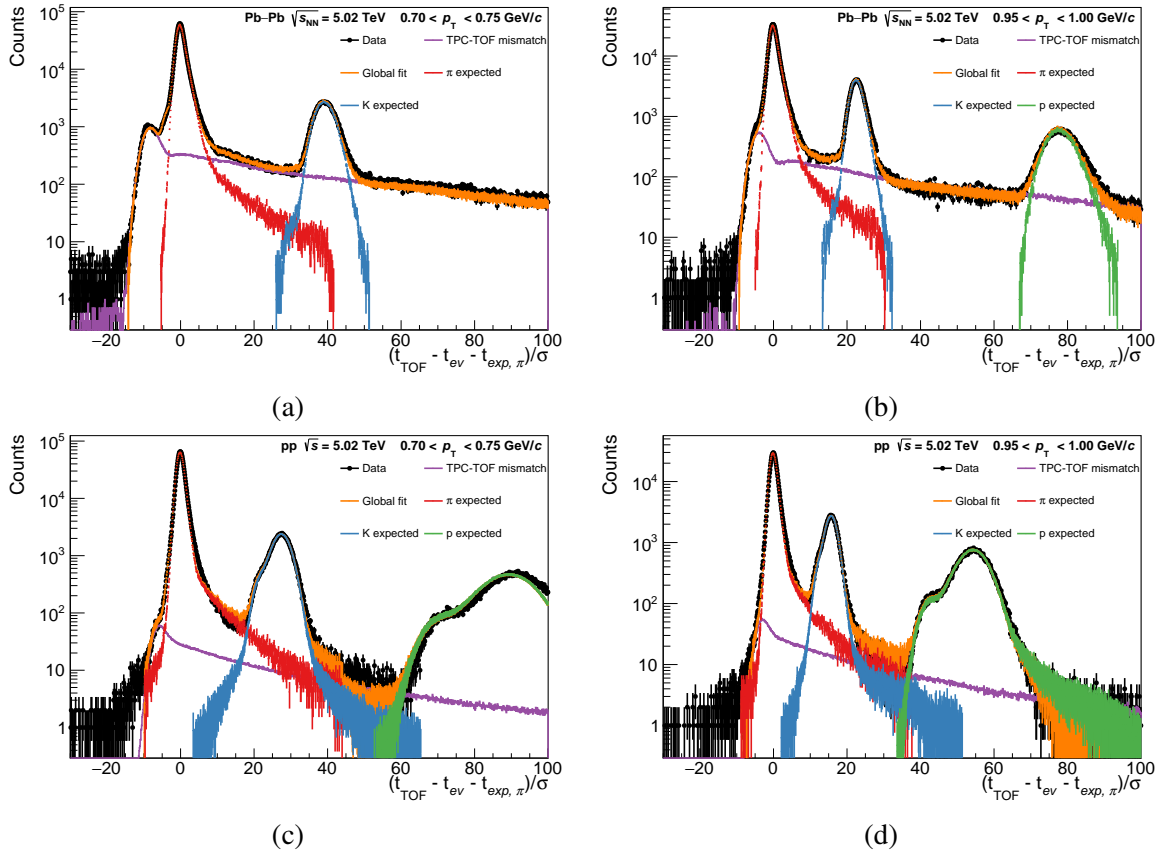 Pb–Pb √sNN = 5.02 TeV 0.70 < pT < 0.75 GeV/c
Data TPC-TOF mismatch
Global fit π expected
K expected
Counts
10^5
10^4
10^3
10^2
10
1
−20 0 20 40 60 80 100
(tTOF - tev - texp, π)/σ
(a)
Pb–Pb √sNN = 5.02 TeV 0.95 < pT < 1.00 GeV/c
Data TPC-TOF mismatch
Global fit π expected
K expected p expected
Counts
10^4
10^3
10^2
10
1
−20 0 20 40 60 80 100
(tTOF - tev - texp, π)/σ
(b)
pp √s = 5.02 TeV 0.70 < pT < 0.75 GeV/c
Data TPC-TOF mismatch
Global fit π expected
K expected p expected
Counts
10^5
10^4
10^3
10^2
10
1
−20 0 20 40 60 80 100
(tTOF - tev - texp, π)/σ
(c)
pp √s = 5.02 TeV 0.95 < pT < 1.00 GeV/c
Data TPC-TOF mismatch
Global fit π expected
K expected p expected
Counts
10^4
10^3
10^2
10
1
−20 0 20 40 60 80 100
(tTOF - tev - texp, π)/σ
(d)